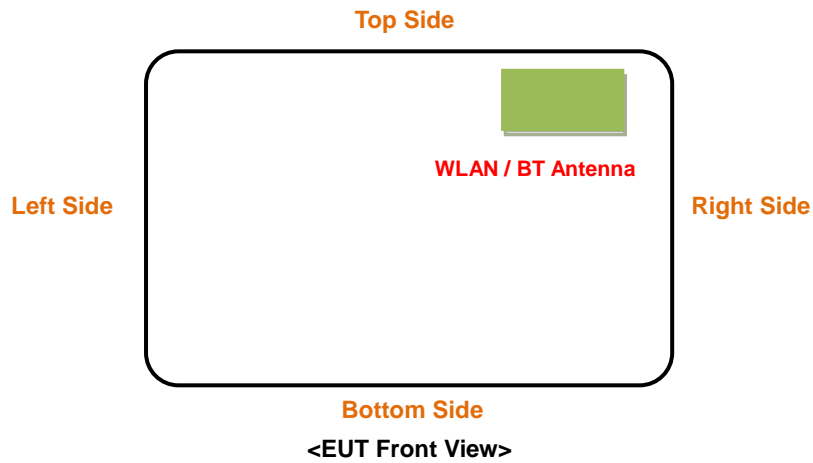 Top Side
WLAN / BT Antenna
Left Side
Right Side
Bottom Side
<EUT Front View>